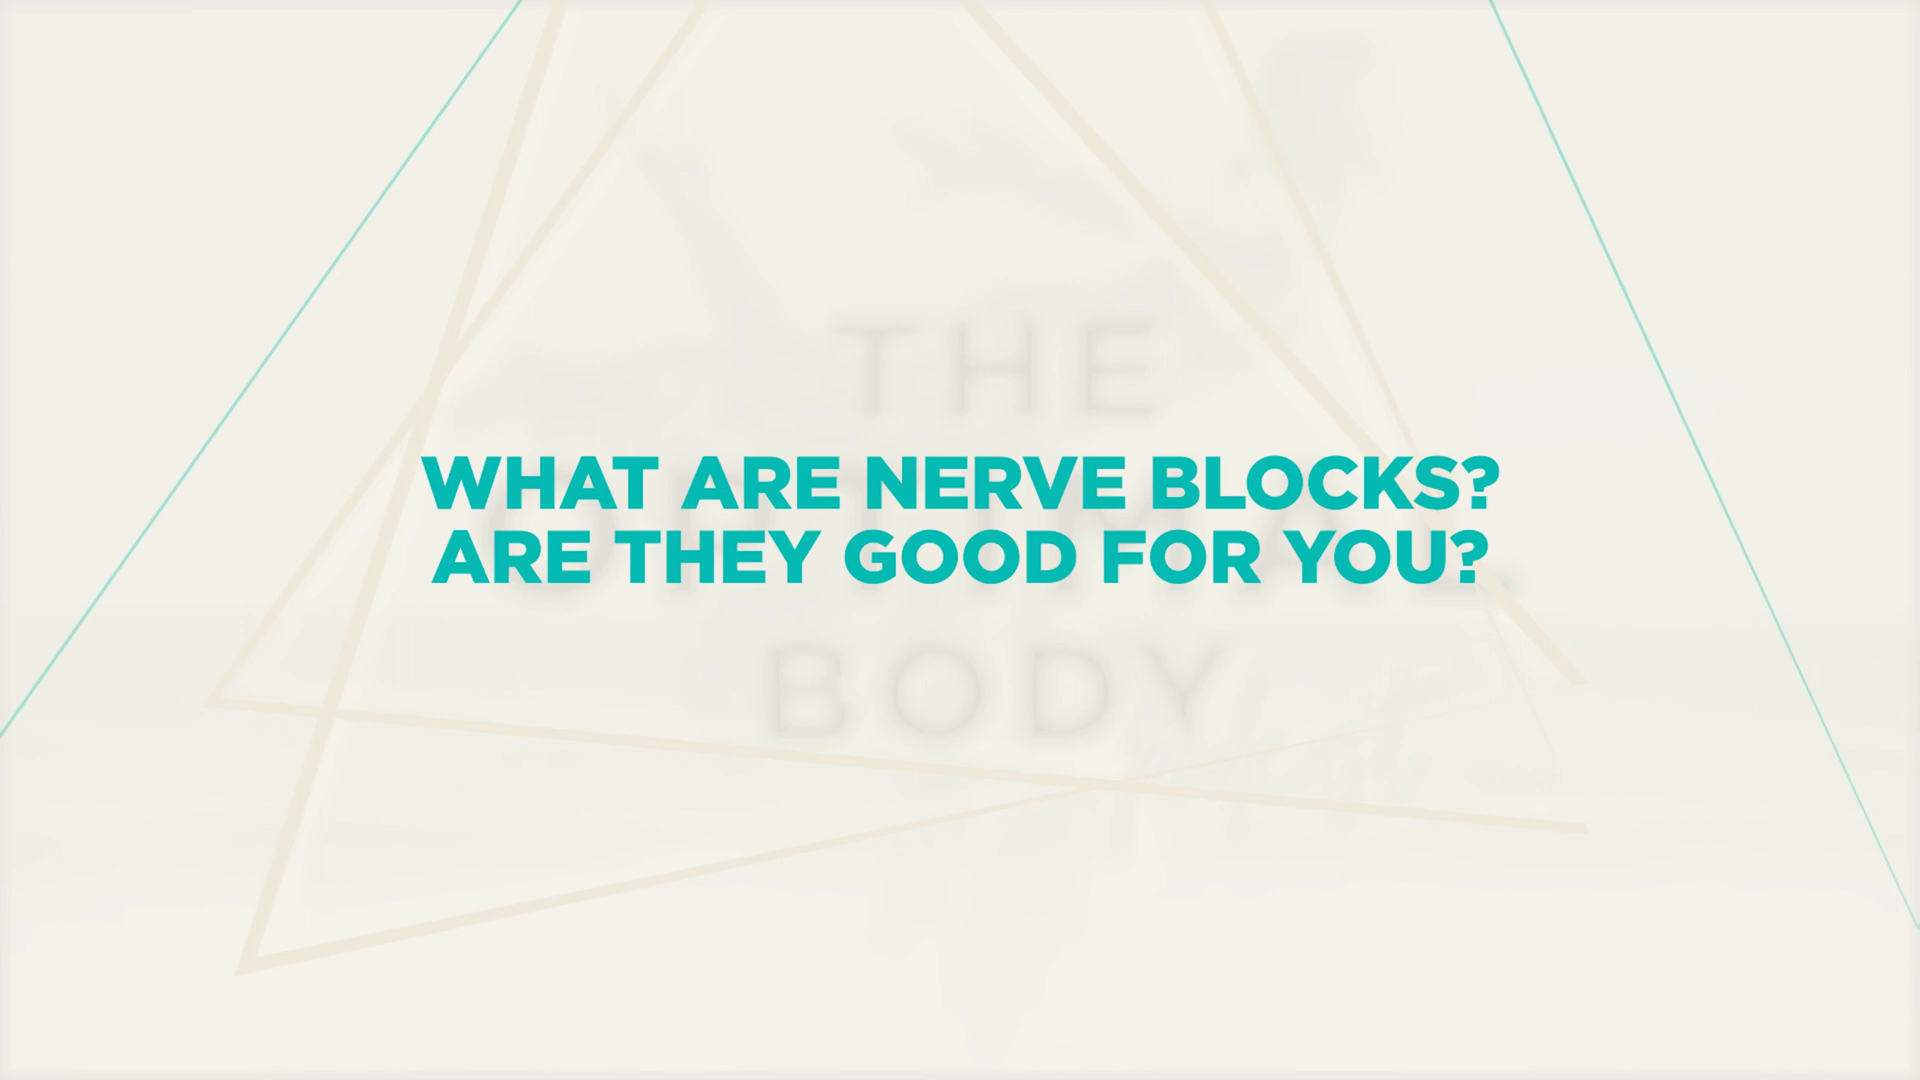 THE
WHAT ARE NERVE BLOCKS?
ARE THEY GOOD FOR YOU?
BODY